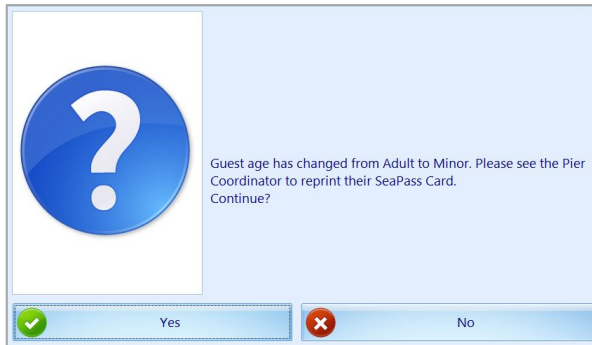 Guest age has changed from Adult to Minor. Please see the Pier
Coordinator to reprint their SeaPass Card.
Continue?
Yes
No